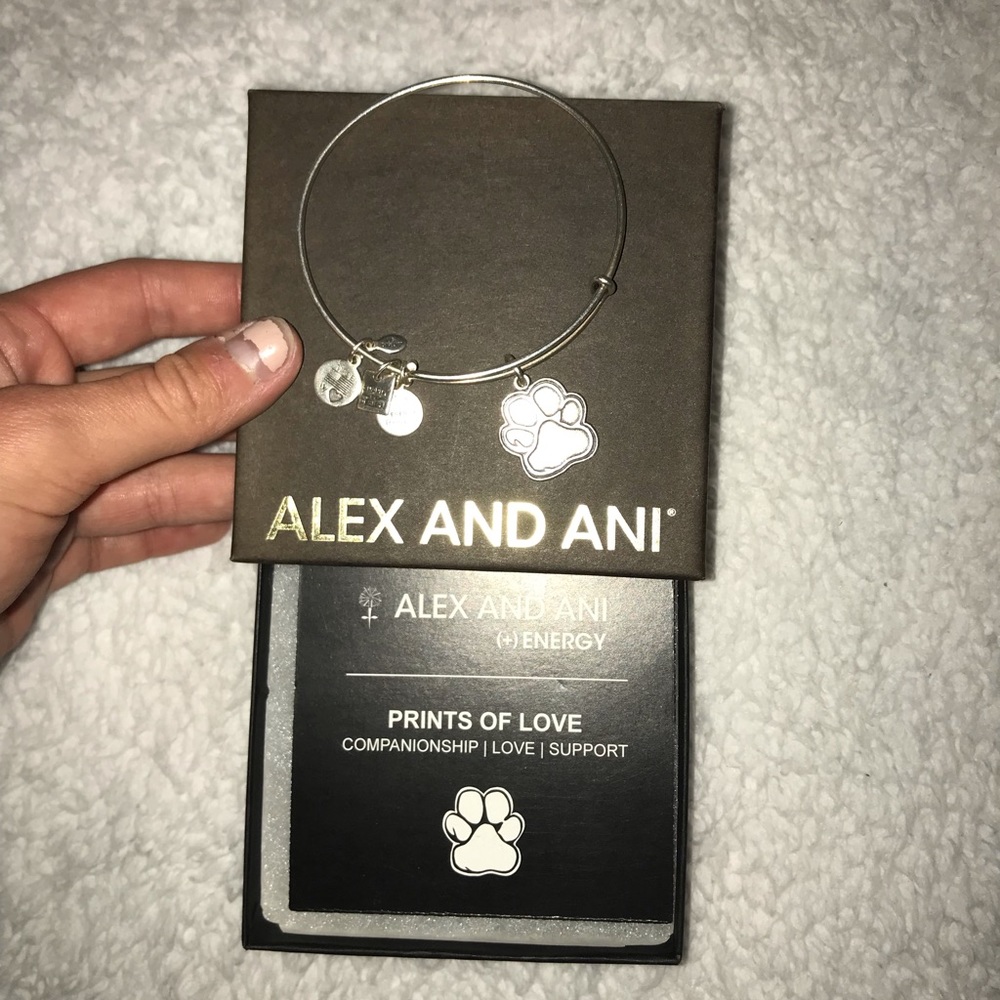 ALEX AND ANI®
ALEX AND ANI
(+) ENERGY
PRINTS OF LOVE
COMPANIONSHIP | LOVE | SUPPORT